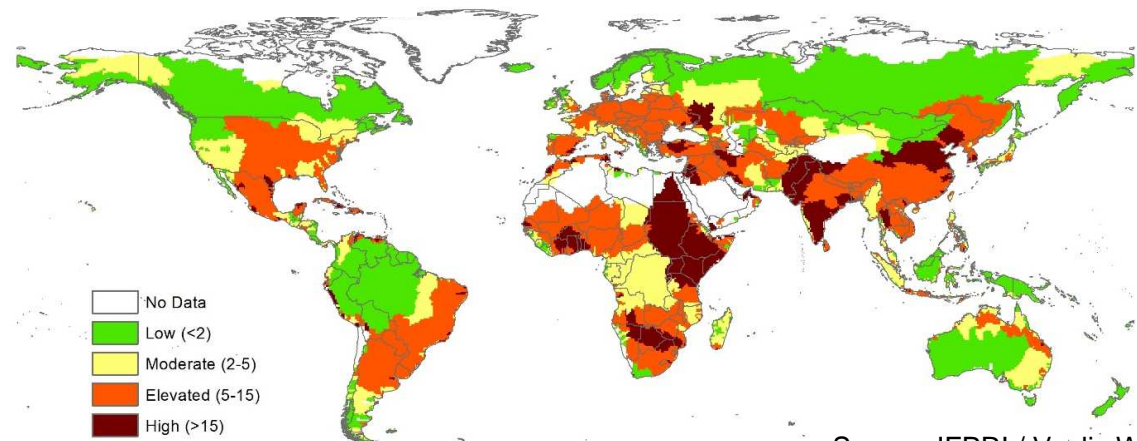 No Data
Low (<2)
Moderate (2-5)
Elevated (5-15)
High (>15)